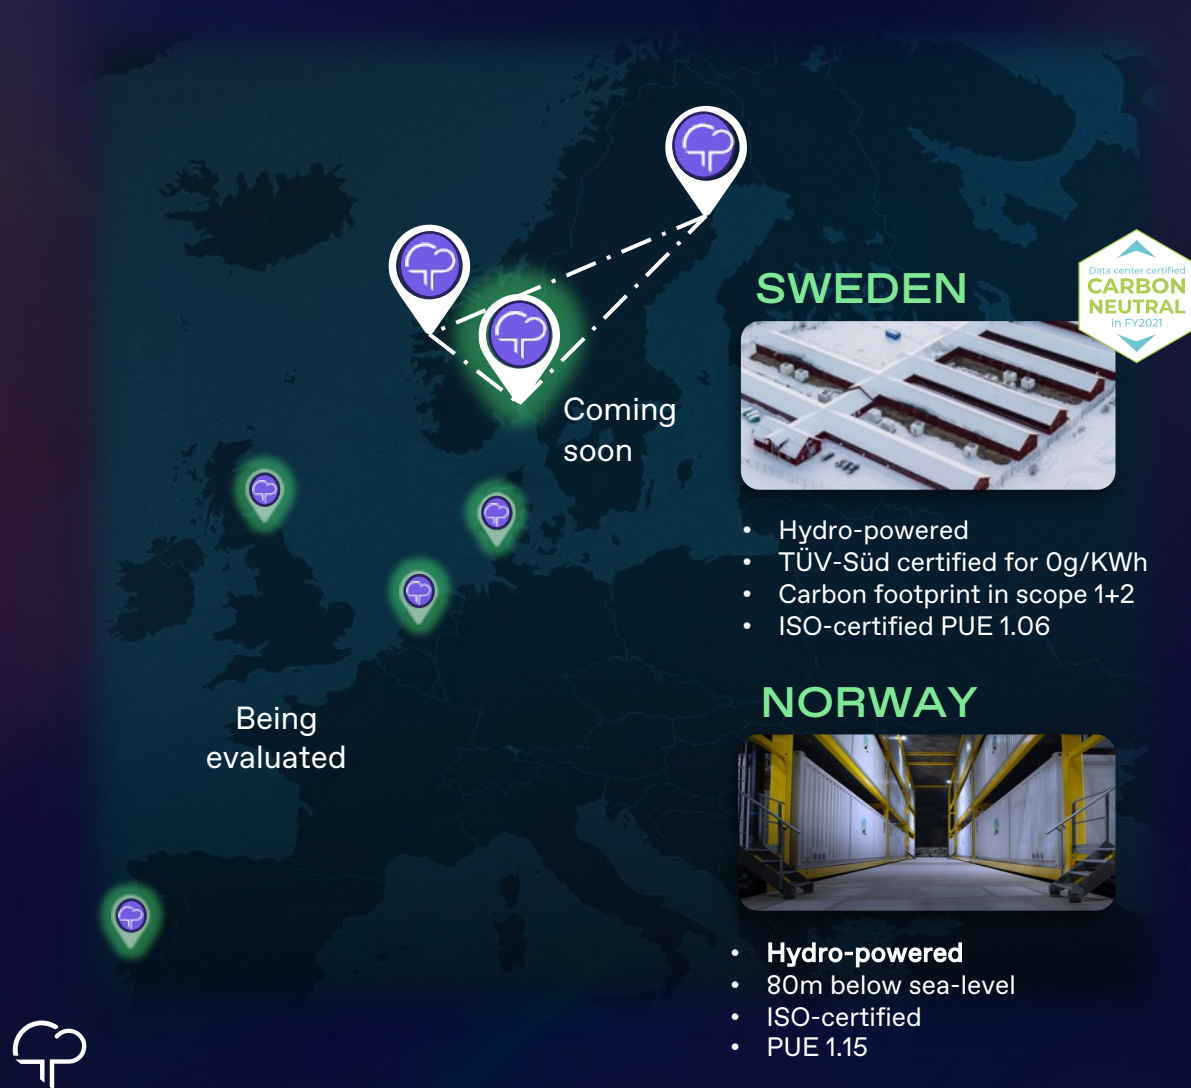 SWEDEN
Data center certified
CARBON
NEUTRAL
in FY2021
Coming
soon
• Hydro-powered
• TÜV-Süd certified for 0g/KWh
• Carbon footprint in scope 1+2
• ISO-certified PUE 1.06
Being
evaluated
NORWAY
• Hydro-powered
• 80m below sea-level
• ISO-certified
• PUE 1.15